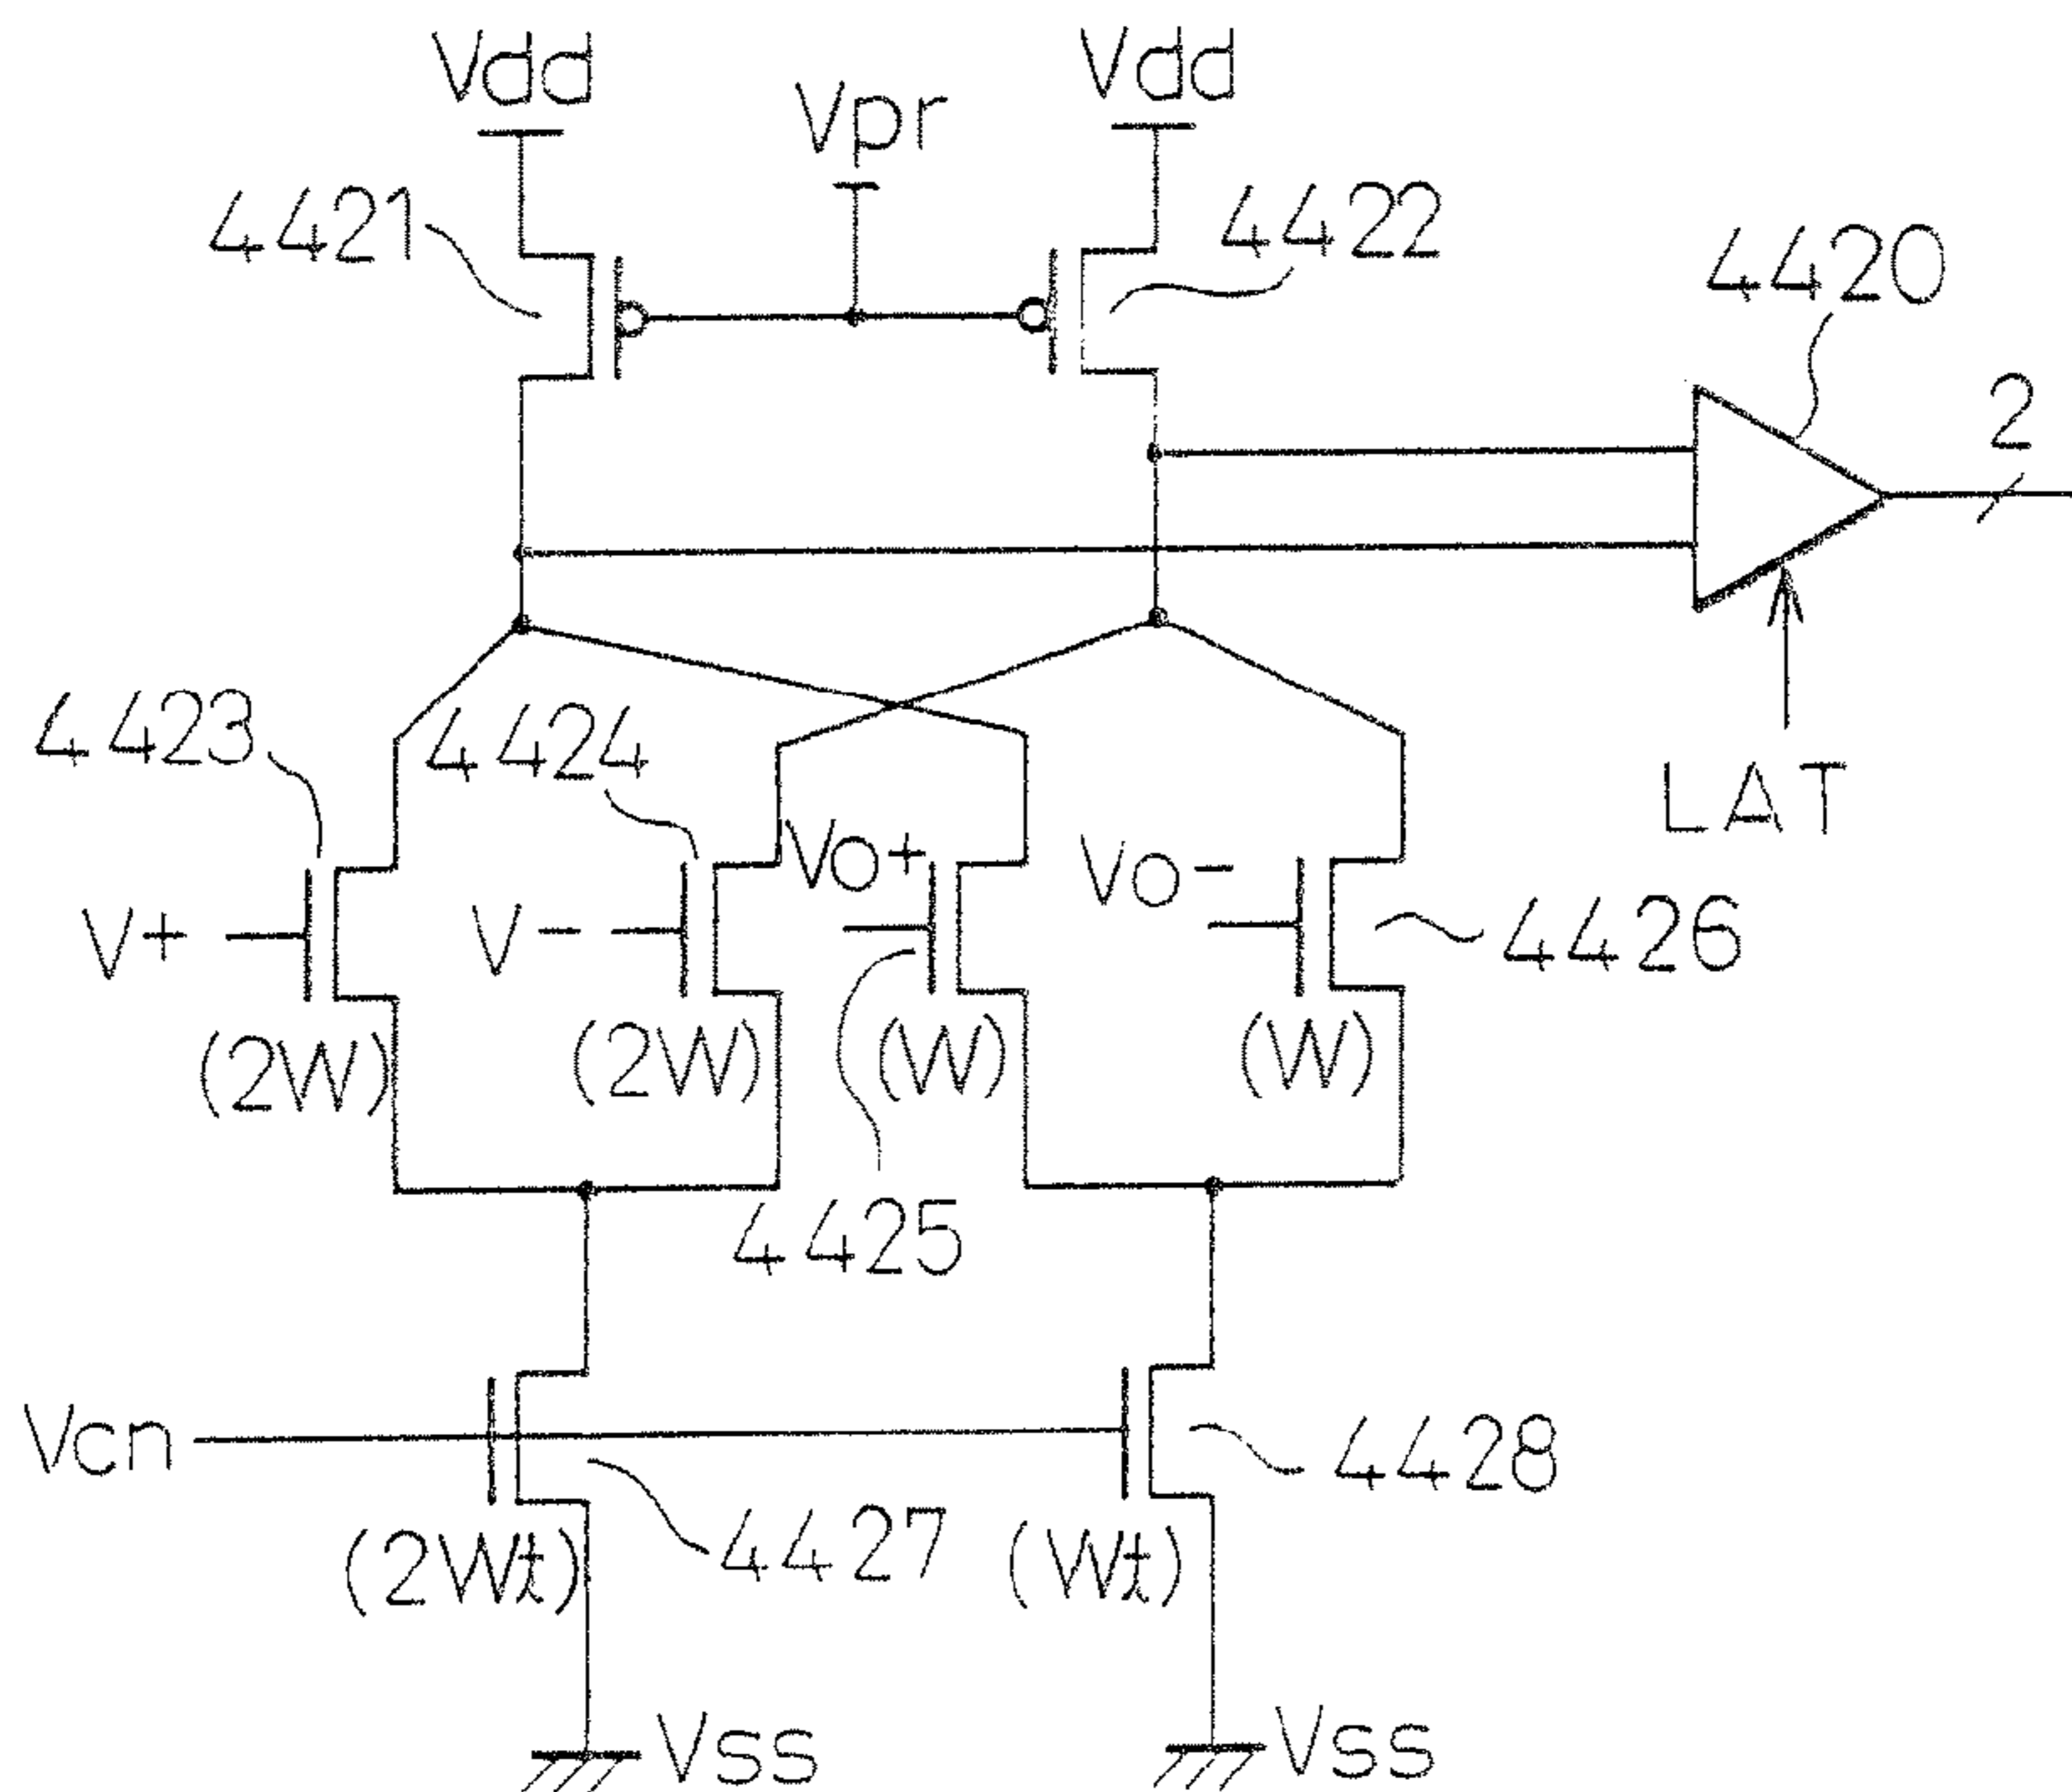 Vdd
Vpr
Vdd
4421
4422
4420
2
4423
4424
LAT
Vo+
Vo-
V+
V-
4426
(2W)
(2W)
(W)
(W)
4425
Vcn
4428
4427
(2Wt)
(Wt)
Vss
Vss